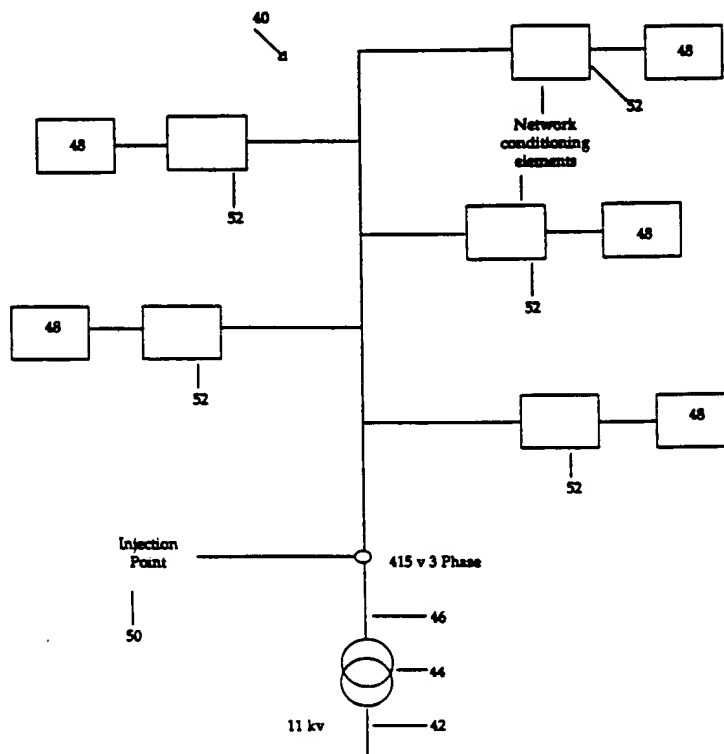 40
48
52
Network
conditioning
elements
48
52
48
52
48
52
48
52
Injection
Point
415 v 3 Phase
50
46
44
11 kv
42